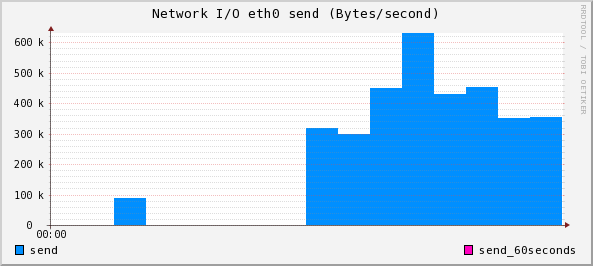 Network I/O eth0 send (Bytes/second)
RRDTOOL / TOBI OETIKER
600 k
500 k
400 k
300 k
200 k
100 k
0
00:00
send
send_60seconds